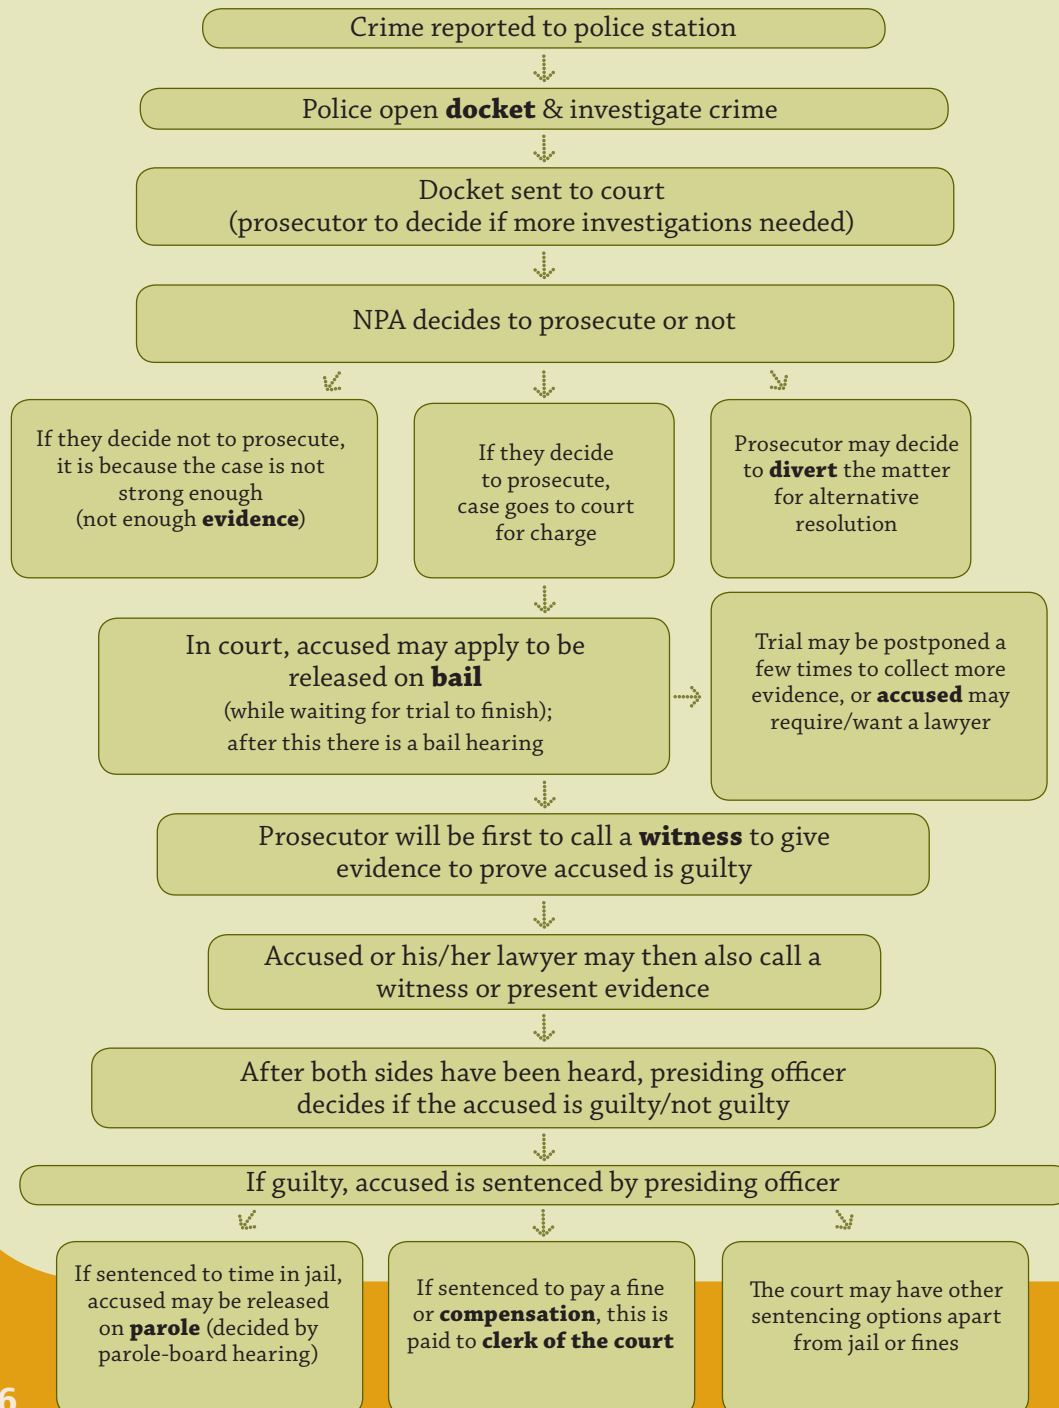 Crime reported to police station
Police open docket & investigate crime
Docket sent to court
(prosecutor to decide if more investigations needed)
NPA decides to prosecute or not
If they decide not to prosecute,
it is because the case is not
strong enough
(not enough evidence)
If they decide
to prosecute,
case goes to court
for charge
Prosecutor may decide
to divert the matter
for alternative
resolution
In court, accused may apply to be
released on bail
(while waiting for trial to finish);
after this there is a bail hearing
Trial may be postponed a
few times to collect more
evidence, or accused may
require/want a lawyer
Prosecutor will be first to call a witness to give
evidence to prove accused is guilty
Accused or his/her lawyer may then also call a
witness or present evidence
After both sides have been heard, presiding officer
decides if the accused is guilty/not guilty
If guilty, accused is sentenced by presiding officer
If sentenced to time in jail,
accused may be released
on parole (decided by
parole-board hearing)
If sentenced to pay a fine
or compensation, this is
paid to clerk of the court
The court may have other
sentencing options apart
from jail or fines
6